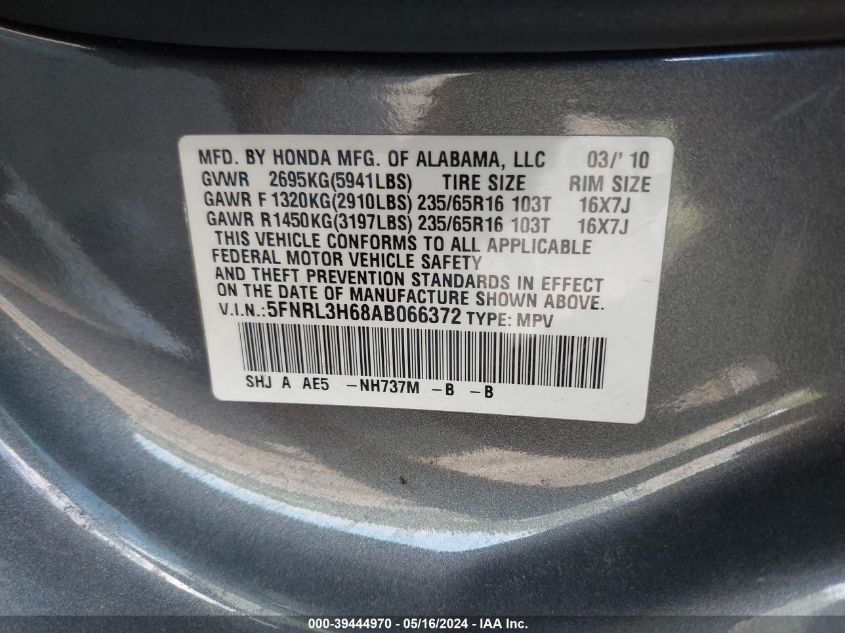 MFD. BY HONDA MFG. OF ALABAMA, LLC 03/' 10
GVWR 2695KG(5941LBS) TIRE SIZE RIM SIZE
GAWR F 1320KG(2910LBS) 235/65R16 103T 16X7J
GAWR R1450KG(3197LBS) 235/65R16 103T 16X7J
THIS VEHICLE CONFORMS TO ALL APPLICABLE
FEDERAL MOTOR VEHICLE SAFETY
AND THEFT PREVENTION STANDARDS IN EFFECT
ON THE DATE OF MANUFACTURE SHOWN ABOVE.
V.I.N.:5FNRL3H68AB066372 TYPE: MPV
SHJ A AE5 -NH737M -B -B
000-39444970 - 05/16/2024 - IAA Inc.